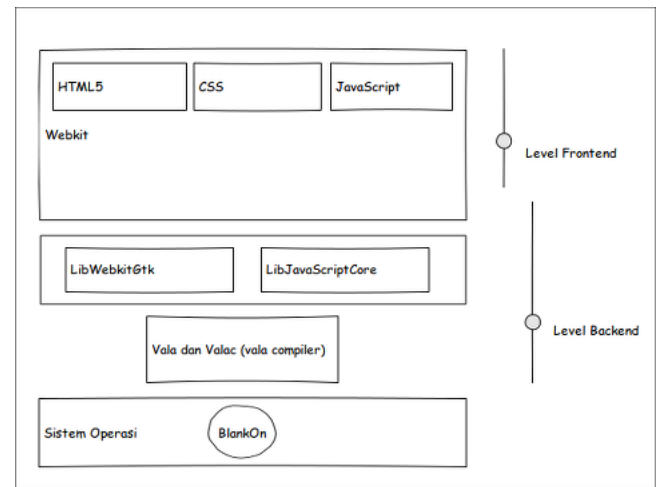 HTML5
CSS
JavaScript
Webkit
Level Frontend
LibWebkitGtk
LibJavaScriptCore
Vala dan Valac (vala compiler)
Level Backend
Sistem Operasi
BlankOn